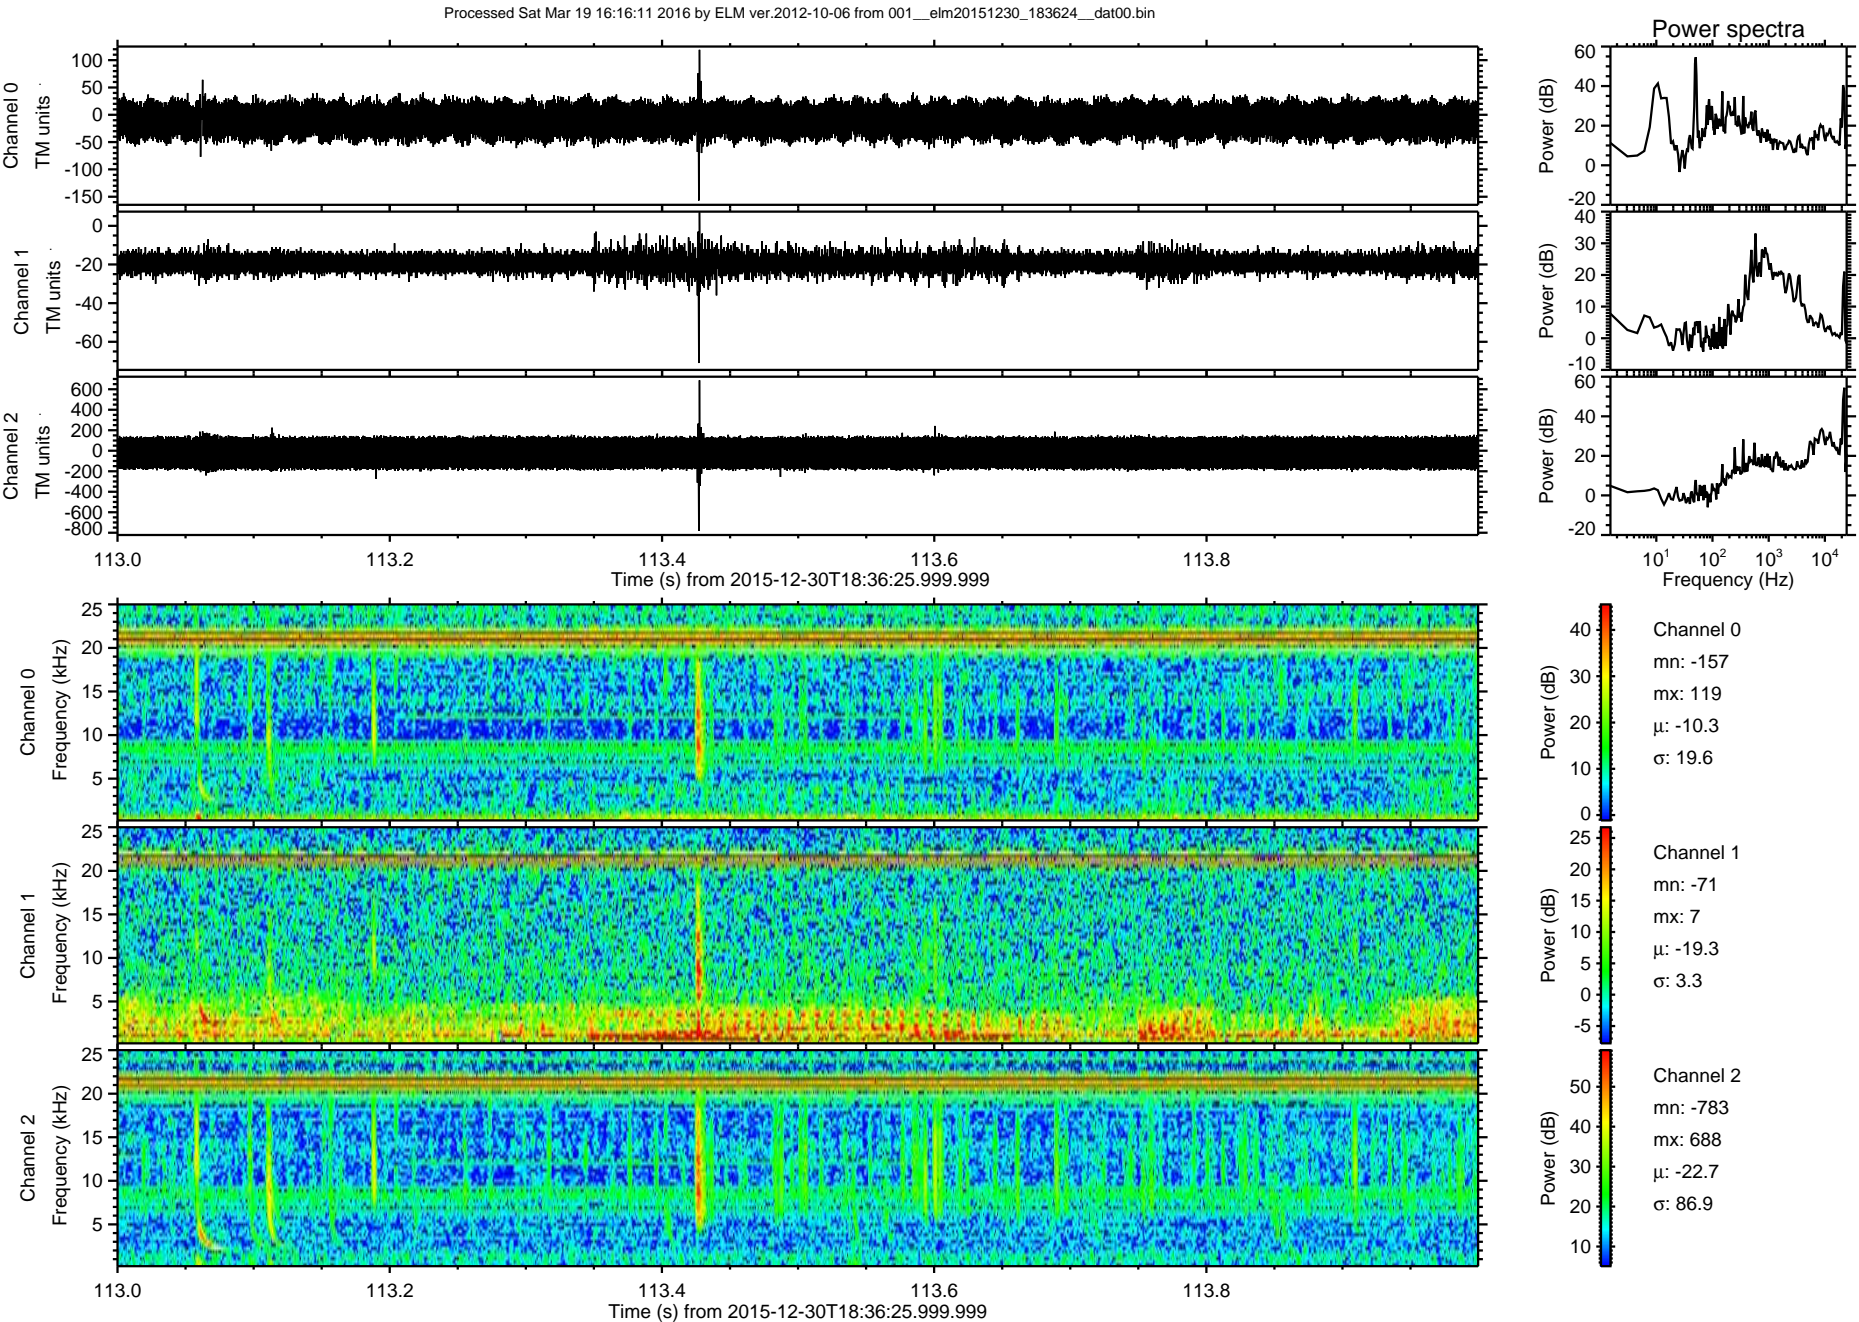 Processed Sat Mar 19 16:16:11 2016 by ELM ver.2012-10-06 from 001__elm20151230_183624__dat00.bin
Power spectra
Channel 0
TM units
100
50
0
-50
-100
-150
Power (dB)
60
40
20
0
-20
Channel 1
TM units
0
-20
-40
-60
Power (dB)
40
30
20
10
0
-10
Channel 2
TM units
600
400
200
0
-200
-400
-600
-800
Power (dB)
60
40
20
0
-20
113.0 113.2 113.4 113.6 113.8
Time (s) from 2015-12-30T18:36:25.999.999
10^1 10^2 10^3 10^4
Frequency (Hz)
Channel 0
Frequency (kHz)
25
20
15
10
5
Power (dB)
40
30
20
10
0
Channel 0
mn: -157
mx: 119
μ: -10.3
σ: 19.6
Channel 1
Frequency (kHz)
25
20
15
10
5
Power (dB)
25
20
15
10
5
0
-5
Channel 1
mn: -71
mx: 7
μ: -19.3
σ: 3.3
Channel 2
Frequency (kHz)
25
20
15
10
5
Power (dB)
50
40
30
20
10
Channel 2
mn: -783
mx: 688
μ: -22.7
σ: 86.9
113.0 113.2 113.4 113.6 113.8
Time (s) from 2015-12-30T18:36:25.999.999